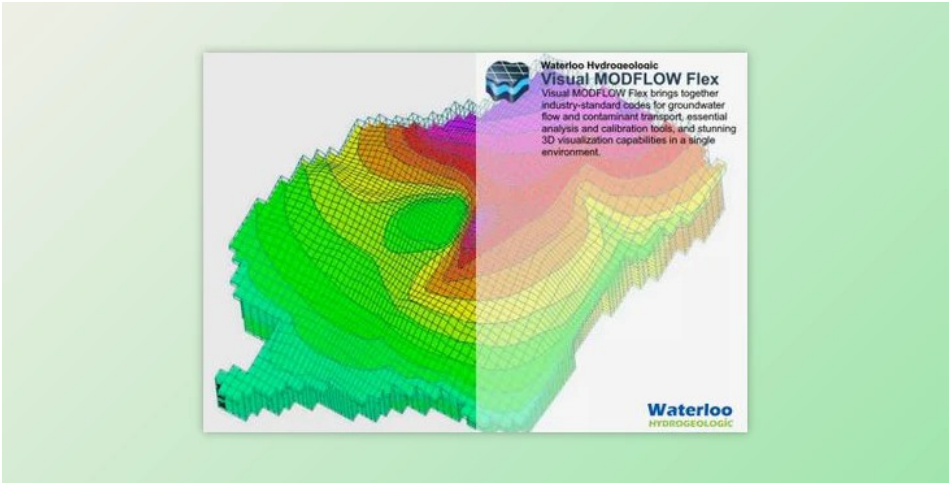 Waterloo Hydrogeologic
Visual MODFLOW Flex
Visual MODFLOW Flex brings together
industry-standard codes for groundwater
flow and contaminant transport, essential
analysis and calibration tools, and stunning
3D visualization capabilities in a single
environment.
Waterloo
HYDROGEOLOGIC